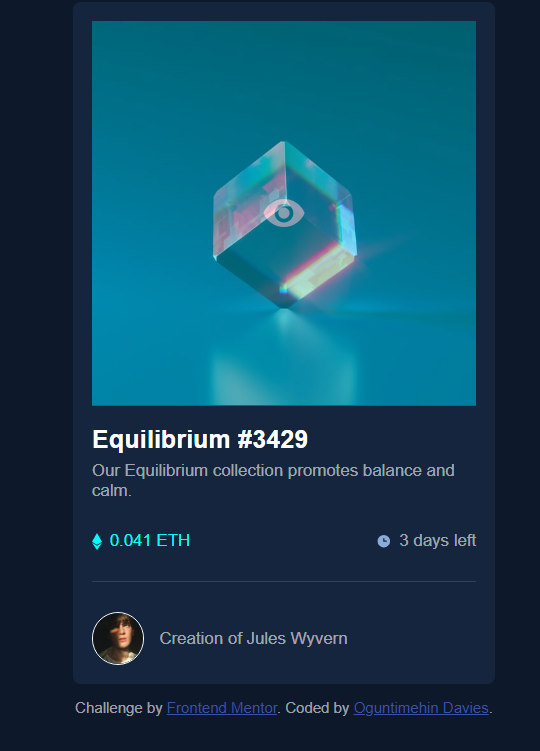 Equilibrium #3429
Our Equilibrium collection promotes balance and
calm.
0.041 ETH
3 days left
Creation of Jules Wyvern
Challenge by Frontend Mentor. Coded by Oguntimehin Davies.